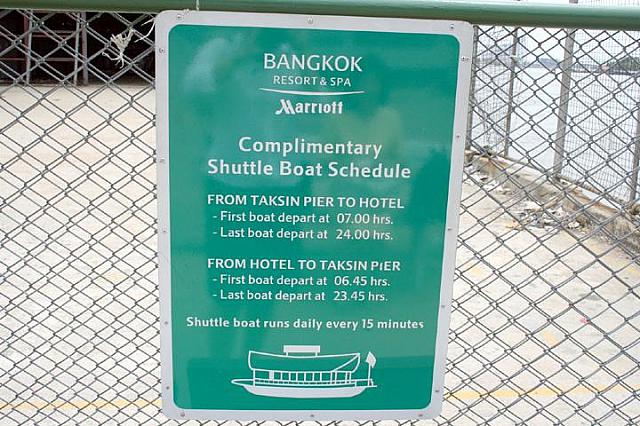 BANGKOK
RESORT & SPA
Marriott
Complimentary
Shuttle Boat Schedule
FROM TAKSIN PIER TO HOTEL
- First boat depart at 07.00 hrs.
- Last boat depart at 24.00 hrs.
FROM HOTEL TO TAKSIN PIER
- First boat depart at 06.45 hrs.
- Last boat depart at 23.45 hrs.
Shuttle boat runs daily every 15 minutes